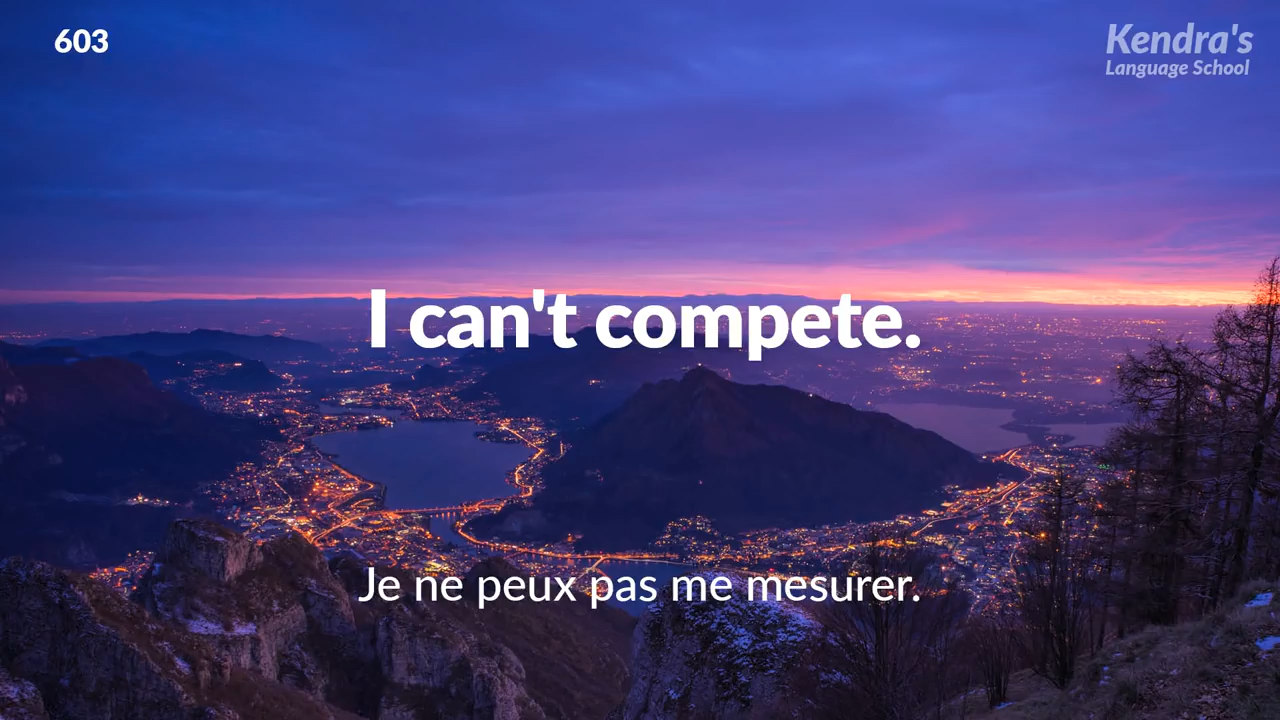 603
Kendra's
Language School
I can't compete.
Je ne peux pas me mesurer.